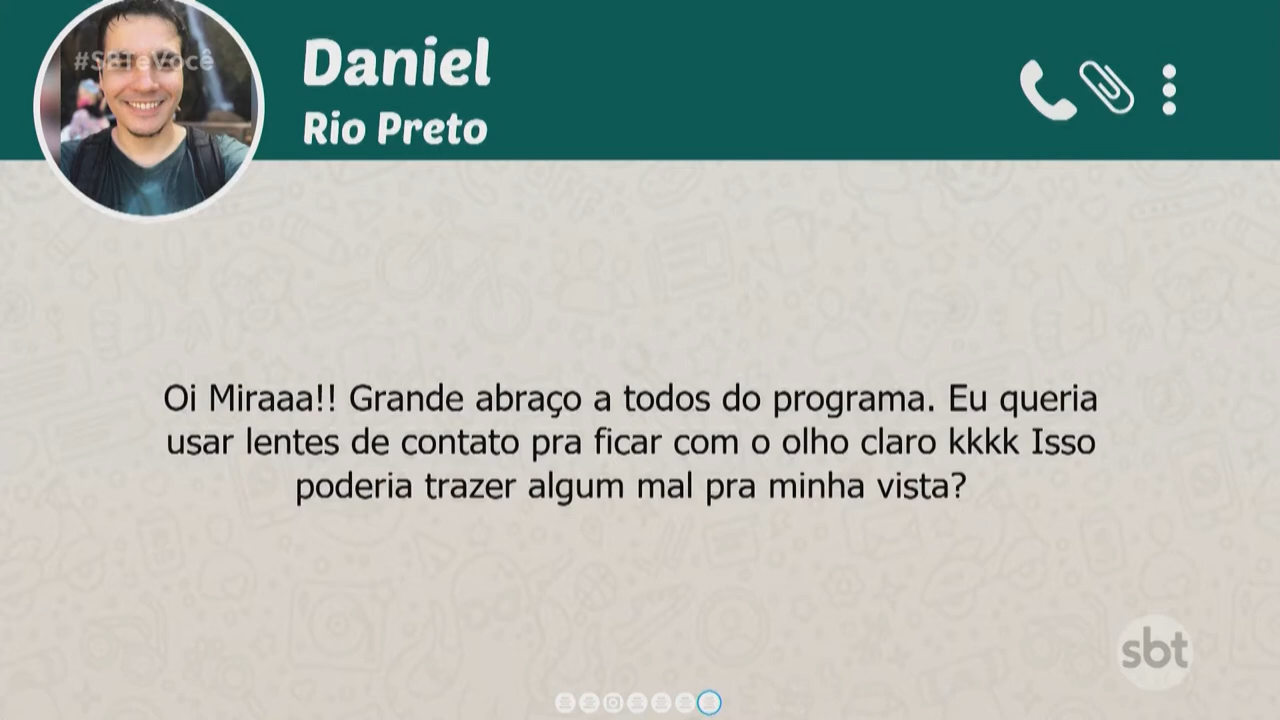 #SBTeVocê
Daniel
Rio Preto
Oi Miraaa!! Grande abraço a todos do programa. Eu queria
usar lentes de contato pra ficar com o olho claro kkkk Isso
poderia trazer algum mal pra minha vista?
sbt